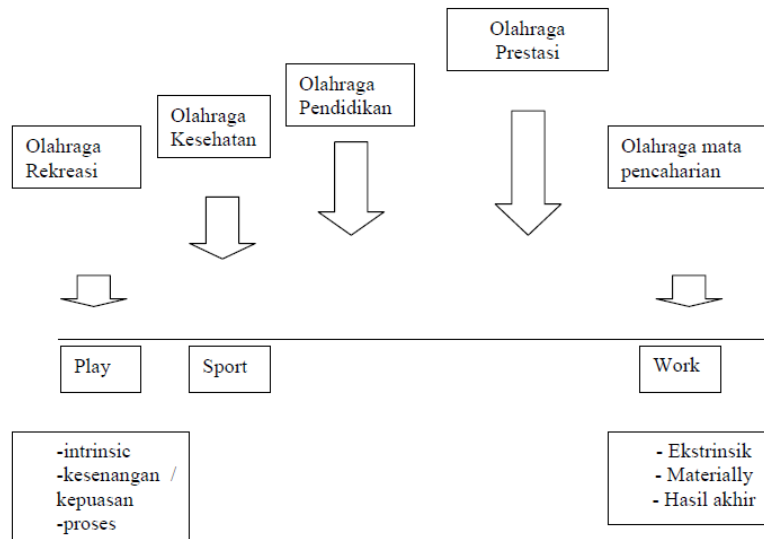 Olahraga
Prestasi
Olahraga
Pendidikan
Olahraga
Kesehatan
Olahraga
Rekreasi
Olahraga mata
pencaharian
Play
Sport
Work
-intrinsic
-kesenangan /
kepuasan
-proses
- Ekstrinsik
- Materially
- Hasil akhir